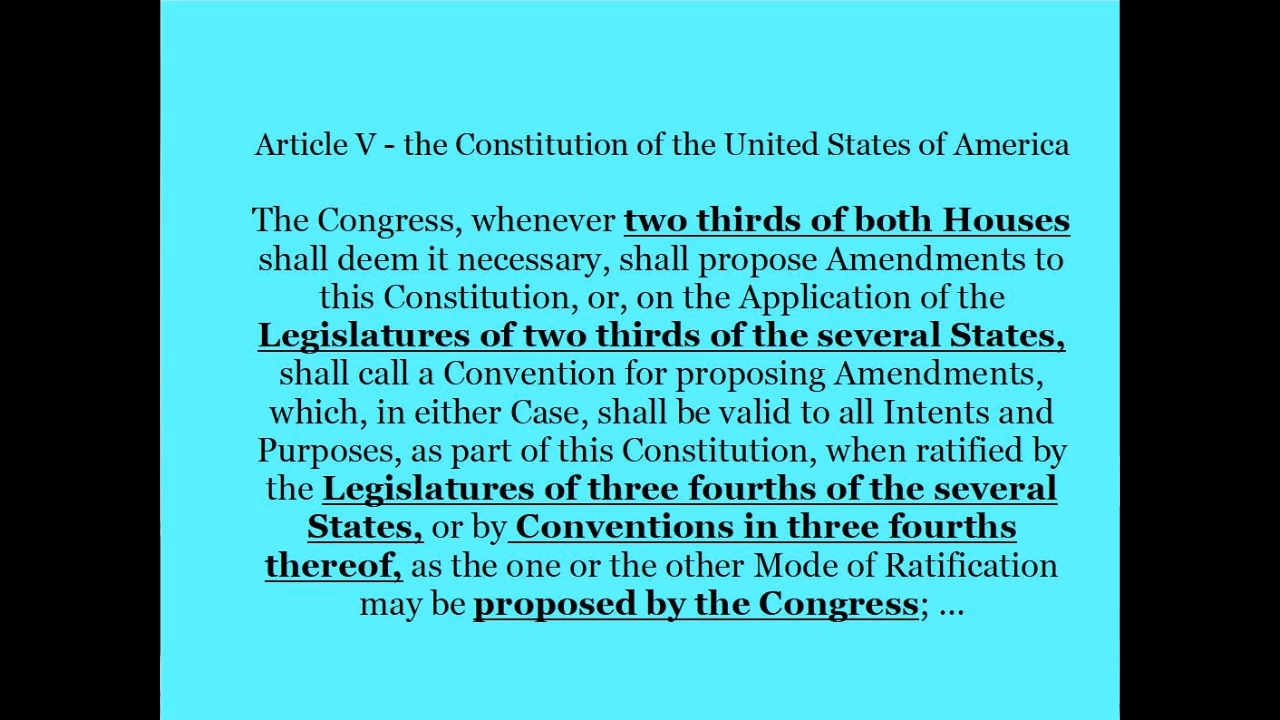 Article V - the Constitution of the United States of America
The Congress, whenever two thirds of both Houses
shall deem it necessary, shall propose Amendments to
this Constitution, or, on the Application of the
Legislatures of two thirds of the several States,
shall call a Convention for proposing Amendments,
which, in either Case, shall be valid to all Intents and
Purposes, as part of this Constitution, when ratified by
the Legislatures of three fourths of the several
States, or by Conventions in three fourths
thereof, as the one or the other Mode of Ratification
may be proposed by the Congress; ...